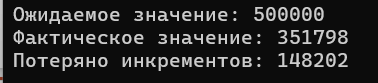 Ожидаемое значение: 500000
Фактическое значение: 351798
Потеряно инкрементов: 148202